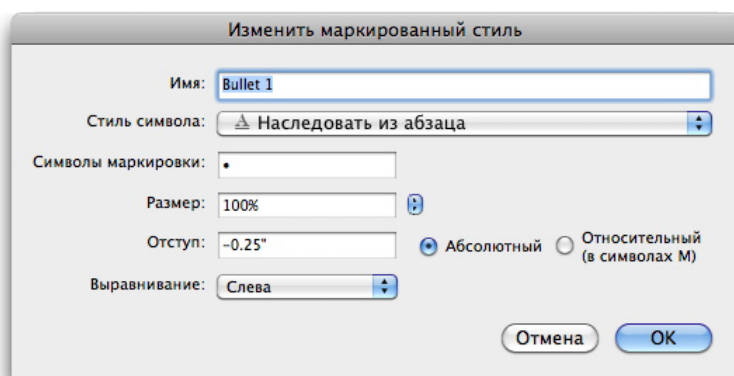 Изменить маркированный стиль
Имя: Bullet 1
Стиль символа: A Наследовать из абзаца
Символы маркировки: •
Размер: 100%
Отступ: -0.25" Абсолютный Относительный
(в символах М)
Выравнивание: Слева
Отмена OK